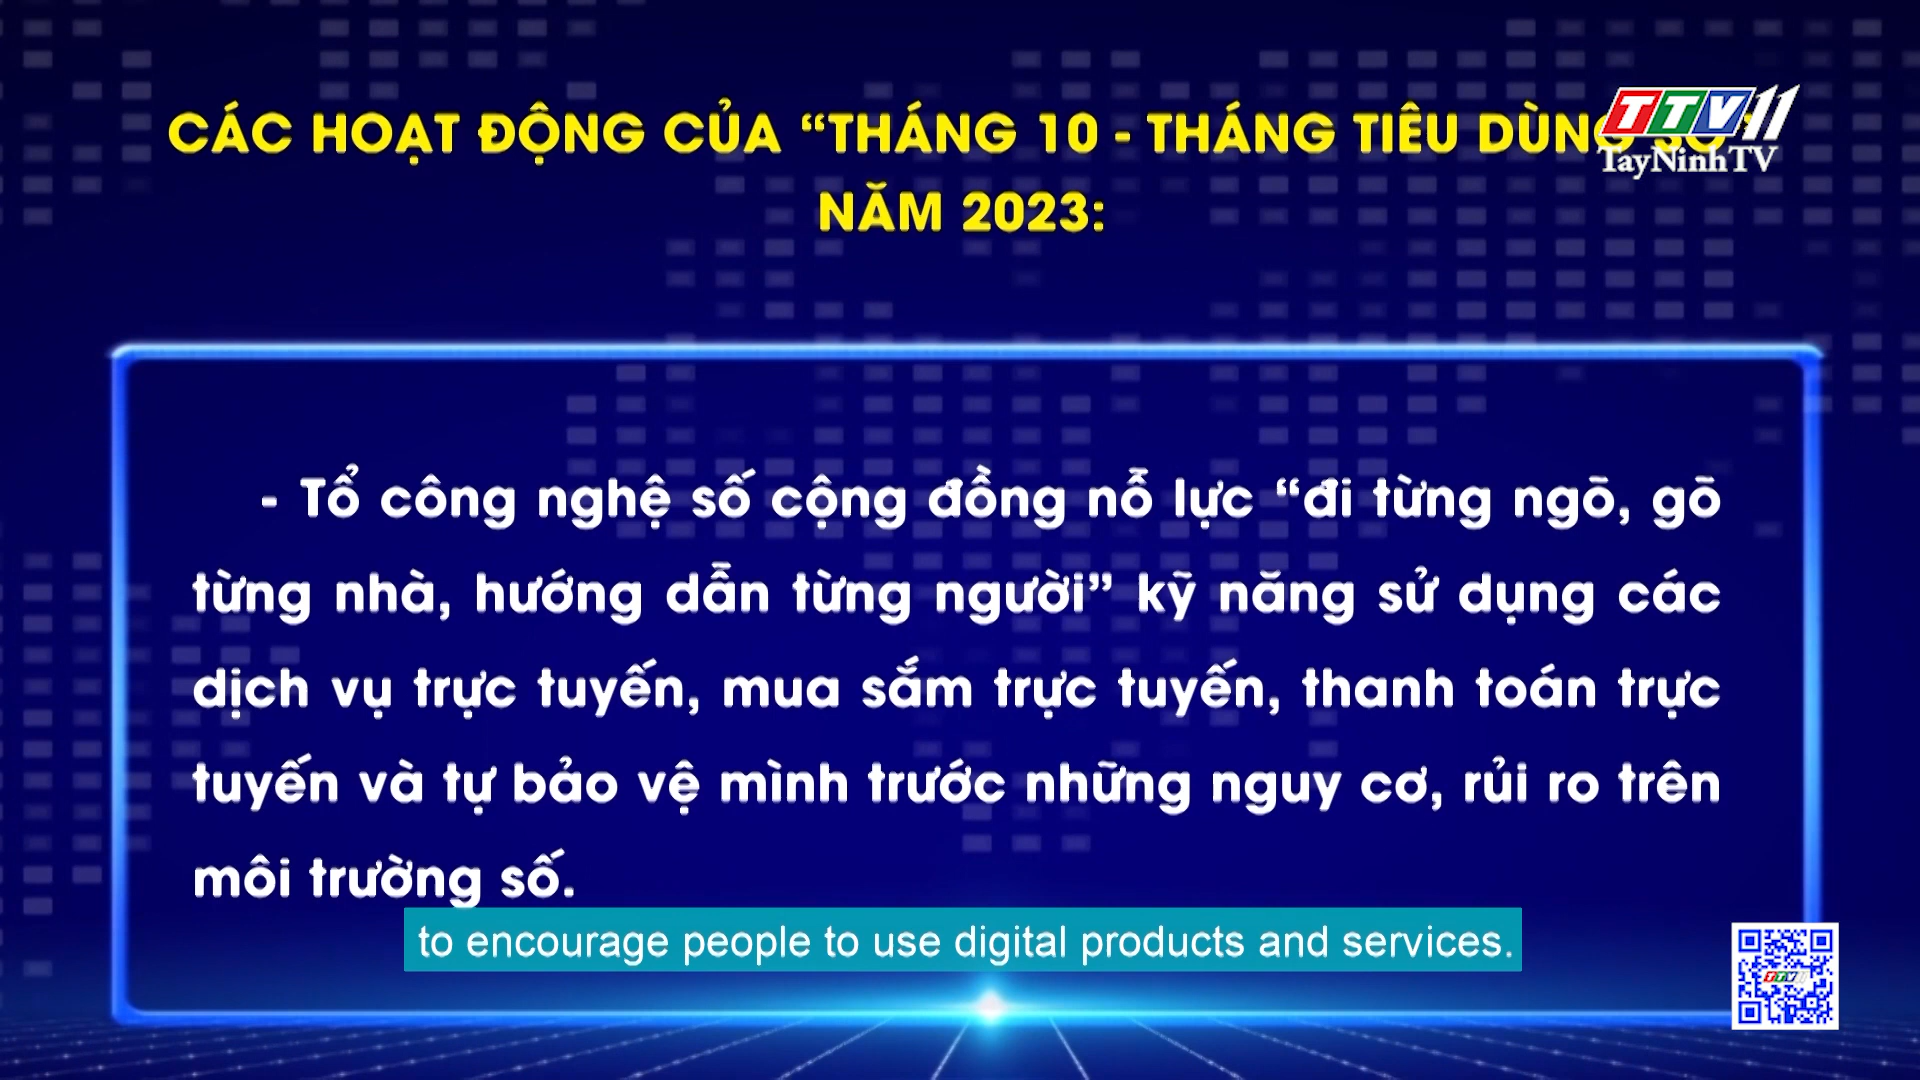 CÁC HOẠT ĐỘNG CỦA “THÁNG 10 - THÁNG TIÊU DÙNG
TTV11
TayNinhTV
NĂM 2023:
- Tổ công nghệ số cộng đồng nỗ lực “đi từng ngõ, gõ
từng nhà, hướng dẫn từng người” kỹ năng sử dụng các
dịch vụ trực tuyến, mua sắm trực tuyến, thanh toán trực
tuyến và tự bảo vệ mình trước những nguy cơ, rủi ro trên
môi trường số.
to encourage people to use digital products and services.
TTV11